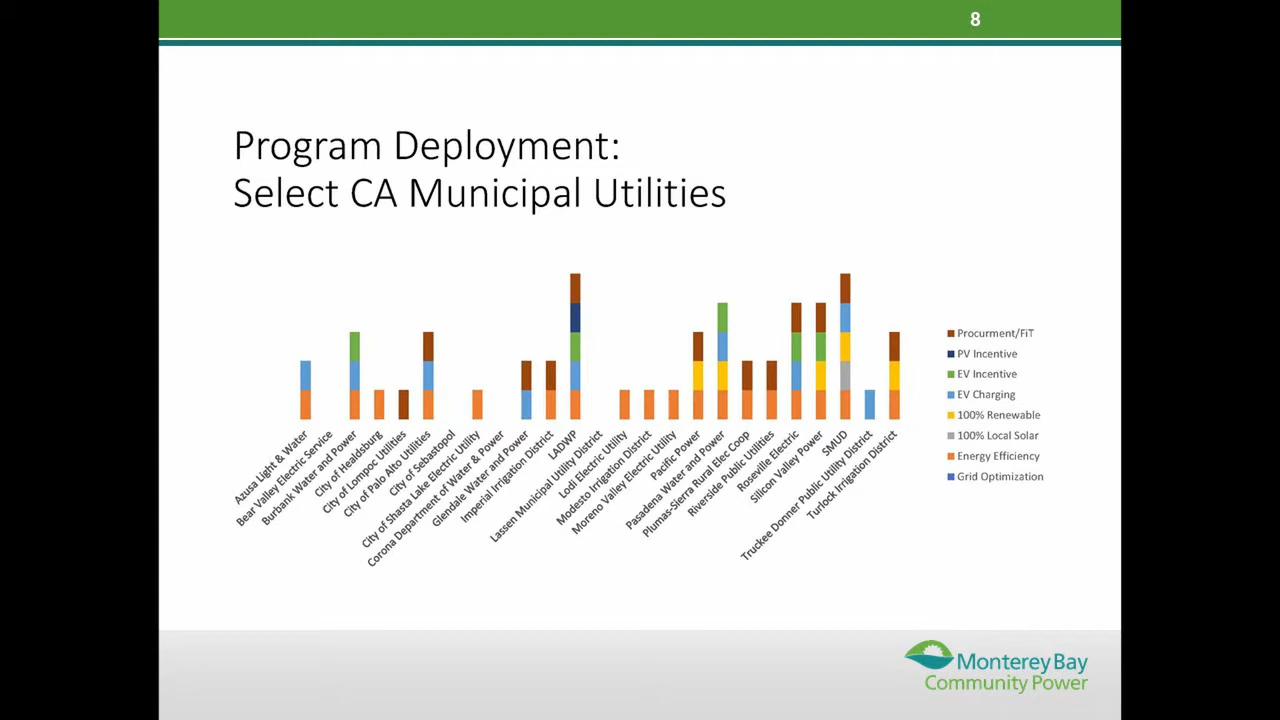 8
Program Deployment:
Select CA Municipal Utilities
Azusa Light & Water
Bear Valley Electric Service
Burbank Water and Power
City of Healdsburg
City of Lompoc Utilities
City of Palo Alto Utilities
City of Sebastopol
City of Shasta Lake Electric Utility
Corona Department of Water & Power
Glendale Water and Power
Imperial Irrigation District
LADWP
Lassen Municipal Utility District
Lodi Electric Utility
Modesto Irrigation District
Moreno Valley Electric Utility
Pacific Power
Pasadena Water and Power
Plumas-Sierra Rural Elec Coop
Riverside Public Utilities
Roseville Electric
Silicon Valley Power
SMUD
Truckee Donner Public Utility District
Turlock Irrigation District
Procurment/FiT
PV Incentive
EV Incentive
EV Charging
100% Renewable
100% Local Solar
Energy Efficiency
Grid Optimization
Monterey Bay
Community Power